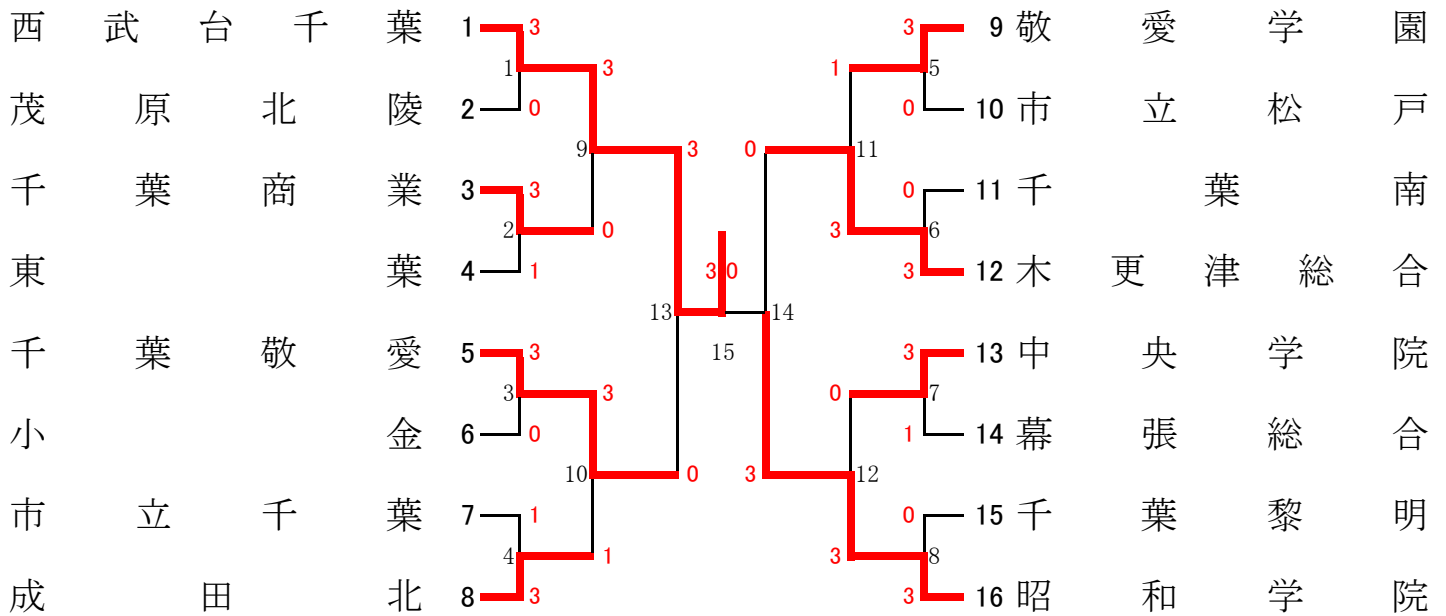 西武台千葉 1 3 3 9 敬愛学園
1 3 1 5
茂原北陵 2 0 0 10 市立松戸
9 3 0 11
千葉商業 3 3 0 11 千葉南
2 0 3 6
東葉 4 1 3 0 3 12 木更津総合
13 14
千葉敬愛 5 3 15 3 13 中央学院
3 3 0 7
小金 6 0 1 14 幕張総合
10 0 3 12
市立千葉 7 1 0 15 千葉黎明
4 1 3 8
成田北 8 3 3 16 昭和学院